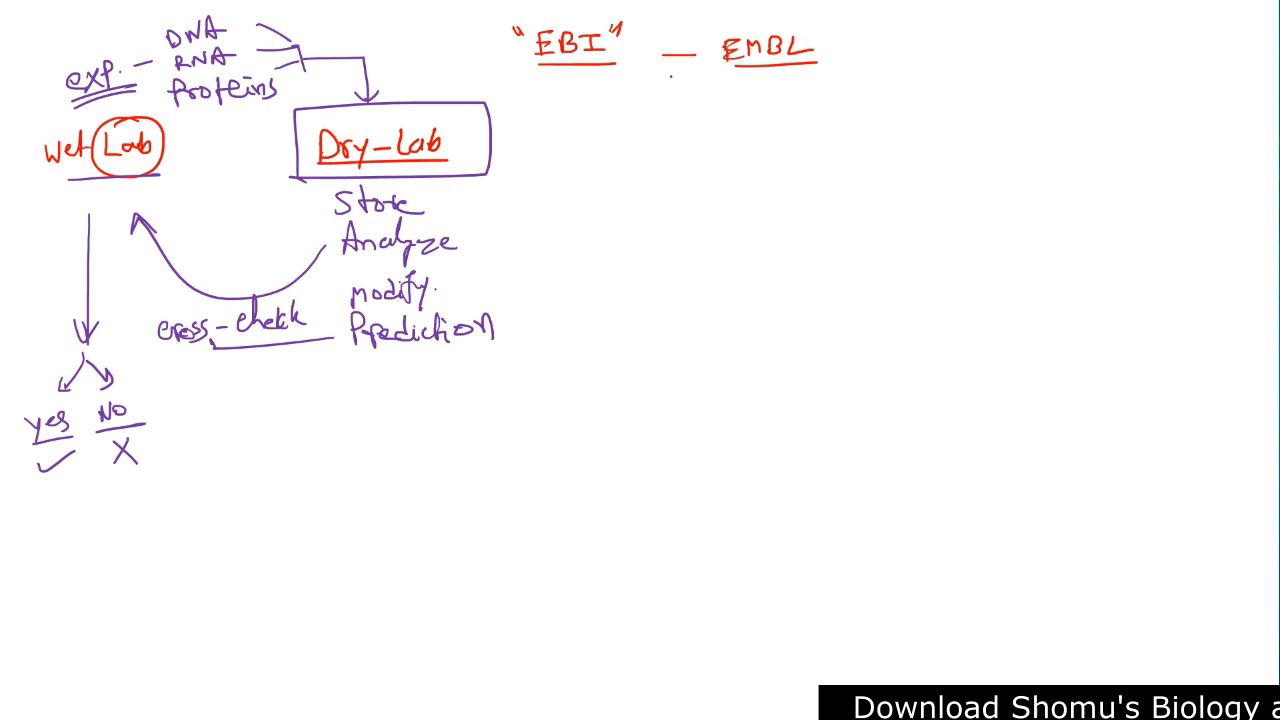 exp. — DNA
RNA
Proteins
"EBI" — EMBL
Wet Lab
Dry-Lab
Store
Analyze
modify.
Prediction
cross-check
Yes No
✓ X
Download Shomu's Biology a